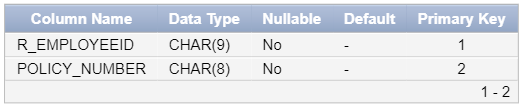 Column Name Data Type Nullable Default Primary Key
R_EMPLOYEEID CHAR(9) No - 1
POLICY_NUMBER CHAR(8) No - 2
1 - 2